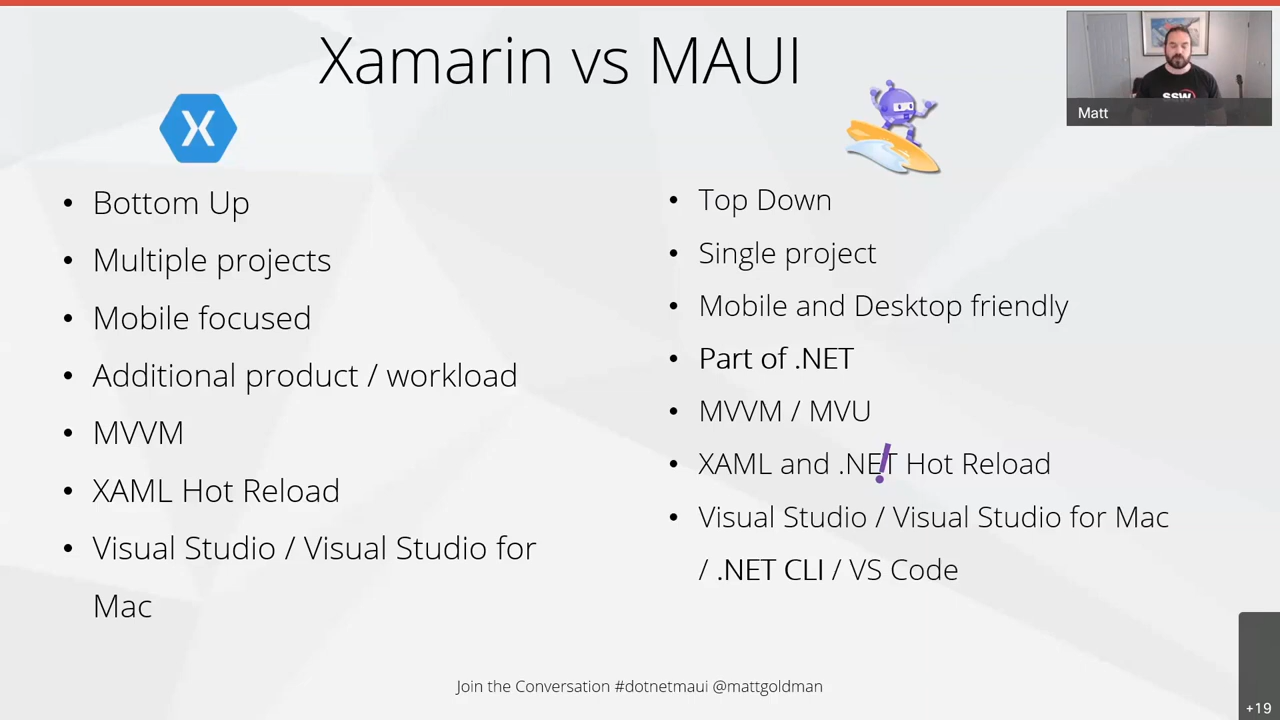 Xamarin vs MAUI
X
Bottom Up
Multiple projects
Mobile focused
Additional product / workload
MVVM
XAML Hot Reload
Visual Studio / Visual Studio for
Mac
Top Down
Single project
Mobile and Desktop friendly
Part of .NET
MVVM / MVU
XAML and .NET Hot Reload
!
Visual Studio / Visual Studio for Mac
/ .NET CLI / VS Code
SSW
Matt
Join the Conversation #dotnetmaui @mattgoldman
+19